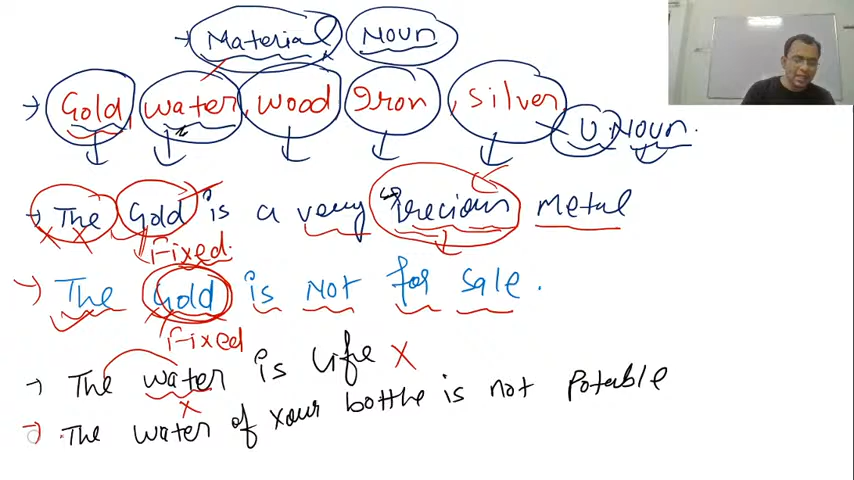 → Material Noun
→ Gold, water, wood, Iron, Silver
U. Noun.
→ The Gold is a very Precious Metal
x x Fixed.
→ The Gold is Not for Sale.
Fixed
→ The water is life x
x
→ The water of your bottle is not Potable